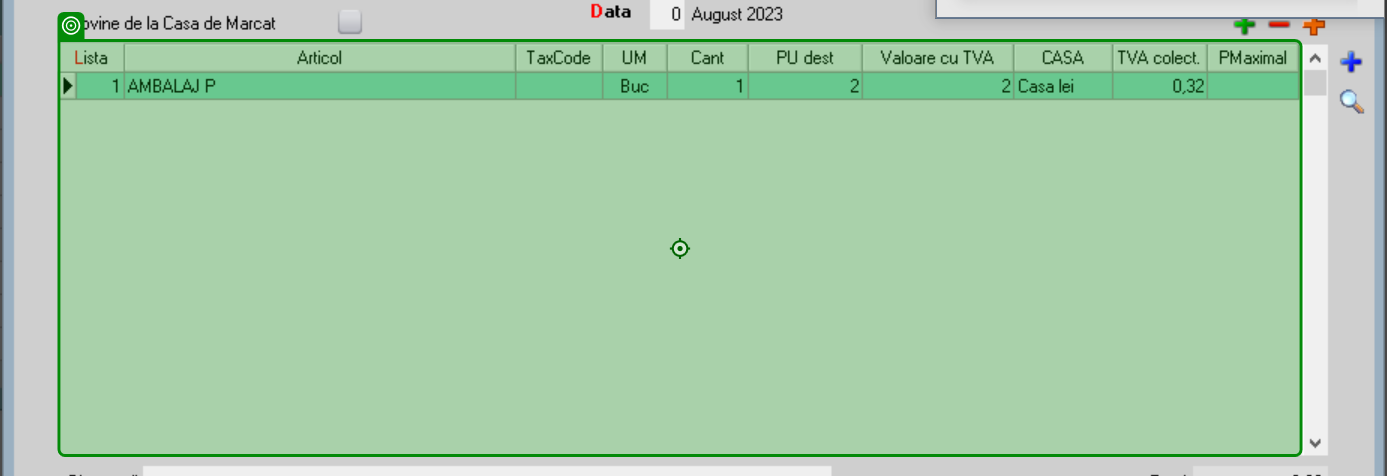 ovine de la Casa de Marcat
Data 0 August 2023
Lista Articol TaxCode UM Cant PU dest Valoare cu TVA CASA TVA colect. PMaximal
1 AMBALAJ P Buc 1 2 2 Casa lei 0,32